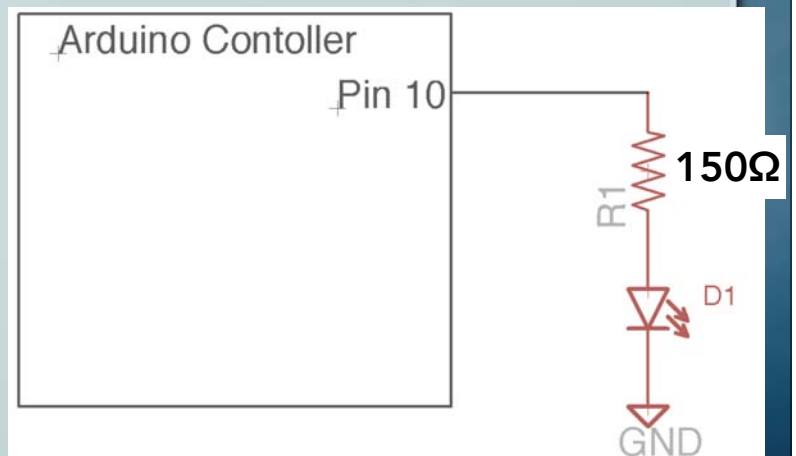 Arduino Contoller
Pin 10
150Ω
R1
D1
GND